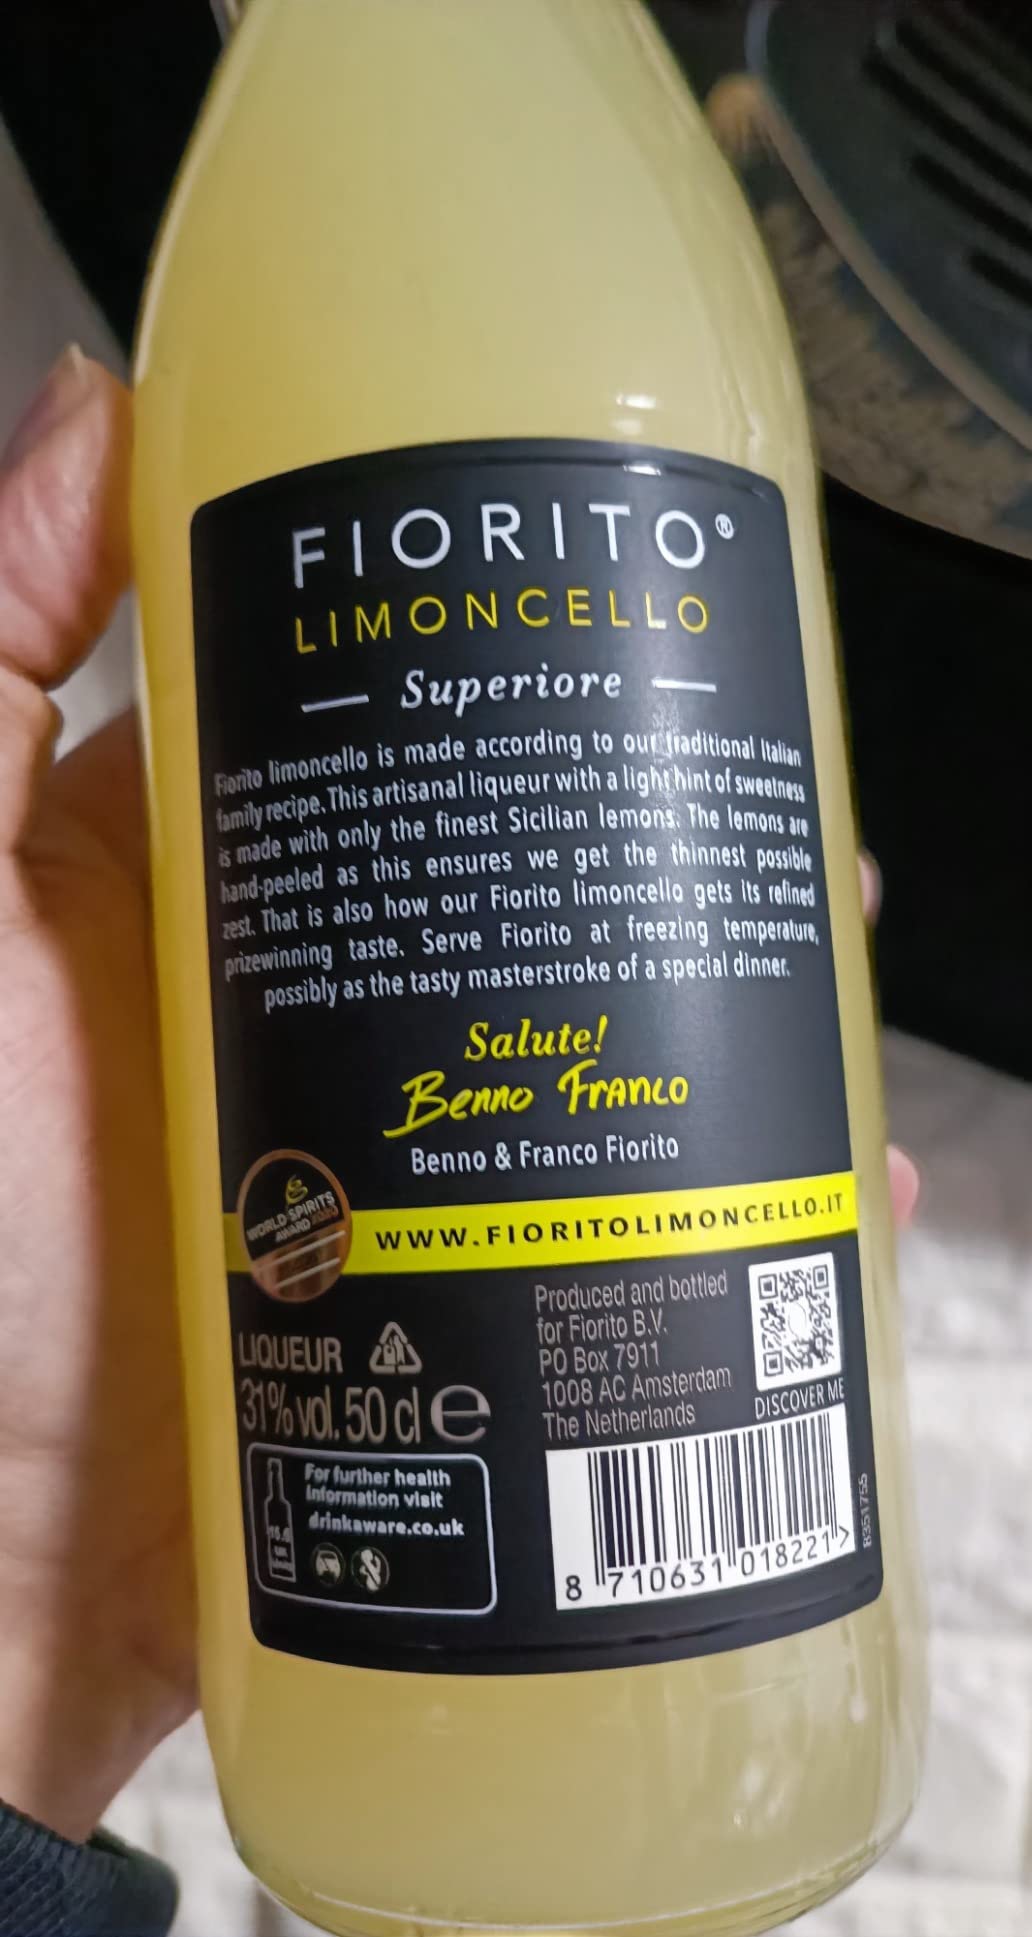 FIORITO®
LIMONCELLO
Superiore
Fiorito limoncello is made according to our traditional Italian
family recipe. This artisanal liqueur with a light hint of sweetness
is made with only the finest Sicilian lemons. The lemons are
hand-peeled as this ensures we get the thinnest possible
zest. That is also how our Fiorito limoncello gets its refined
prizewinning taste. Serve Fiorito at freezing temperature,
possibly as the tasty masterstroke of a special dinner.
Salute!
Benno Franco
Benno & Franco Fiorito
WORLD SPIRITS
AWARD
WWW.FIORITOLIMONCELLO.IT
LIQUEUR
31% vol. 50 cl e
For further health
information visit
drinkaware.co.uk
Produced and bottled
for Fiorito B.V.
PO Box 7911
1008 AC Amsterdam
The Netherlands
DISCOVER ME
8 710631 018221 >
8351755